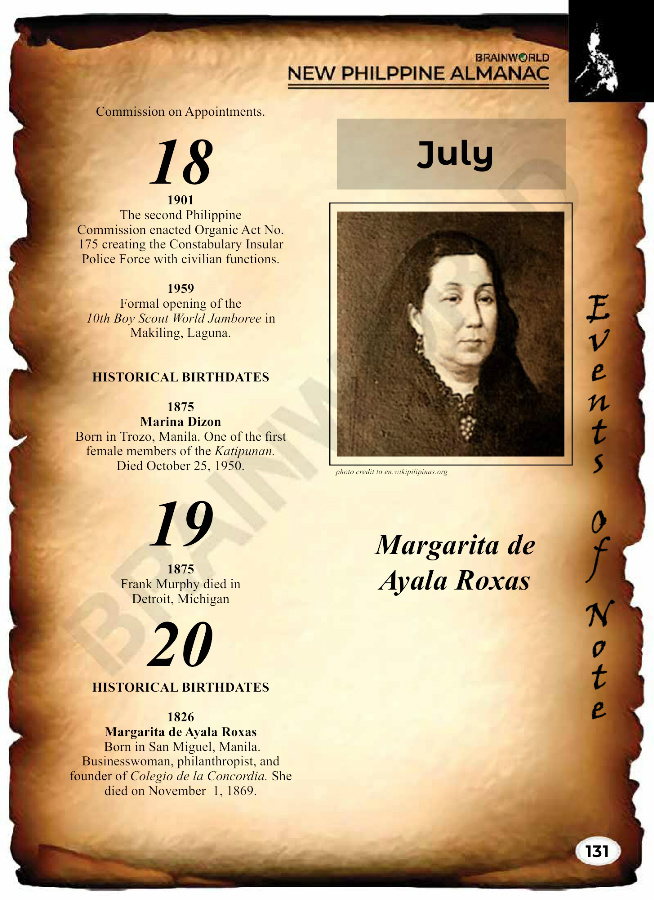 BRAINWORLD
NEW PHILPPINE ALMANAC
Commission on Appointments.
18
1901
The second Philippine
Commission enacted Organic Act No.
175 creating the Constabulary Insular
Police Force with civilian functions.
1959
Formal opening of the
10th Boy Scout World Jamboree in
Makiling, Laguna.
HISTORICAL BIRTHDATES
1875
Marina Dizon
Born in Trozo, Manila. One of the first
female members of the Katipunan.
Died October 25, 1950.
19
1875
Frank Murphy died in
Detroit, Michigan
20
HISTORICAL BIRTHDATES
1826
Margarita de Ayala Roxas
Born in San Miguel, Manila.
Businesswoman, philanthropist, and
founder of Colegio de la Concordia. She
died on November 1, 1869.
July
photo credit to en.wikipilipinas.org
Margarita de
Ayala Roxas
Events of Note
131
BRAINWORLD